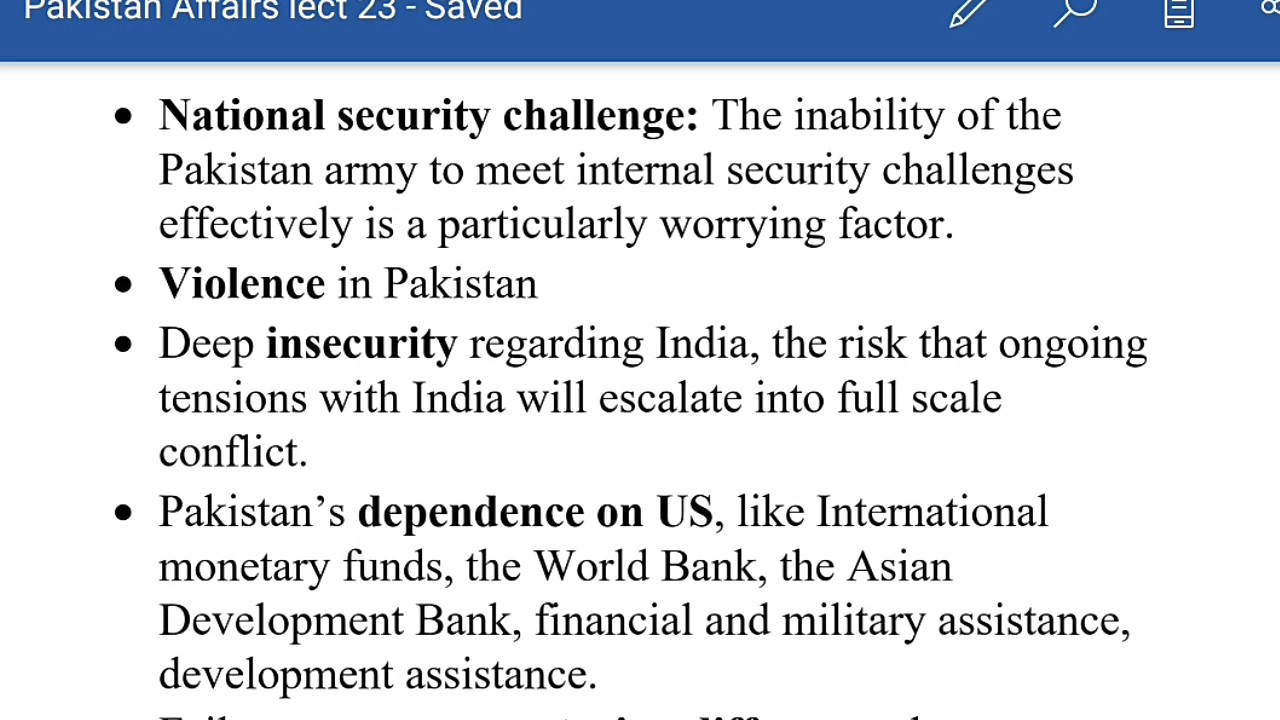 Pakistan Affairs lect 23 - Saved
• National security challenge: The inability of the
Pakistan army to meet internal security challenges
effectively is a particularly worrying factor.
• Violence in Pakistan
• Deep insecurity regarding India, the risk that ongoing
tensions with India will escalate into full scale
conflict.
• Pakistan’s dependence on US, like International
monetary funds, the World Bank, the Asian
Development Bank, financial and military assistance,
development assistance.